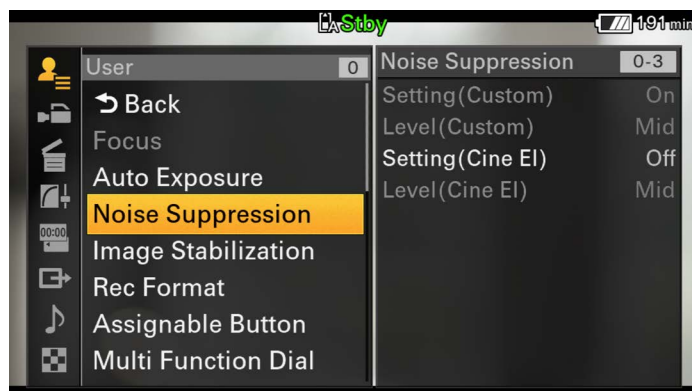 A Stby
191 min
User 0
Back
Focus
Auto Exposure
Noise Suppression
Image Stabilization
Rec Format
Assignable Button
Multi Function Dial
00:00
Noise Suppression 0-3
Setting(Custom) On
Level(Custom) Mid
Setting(Cine EI) Off
Level(Cine EI) Mid